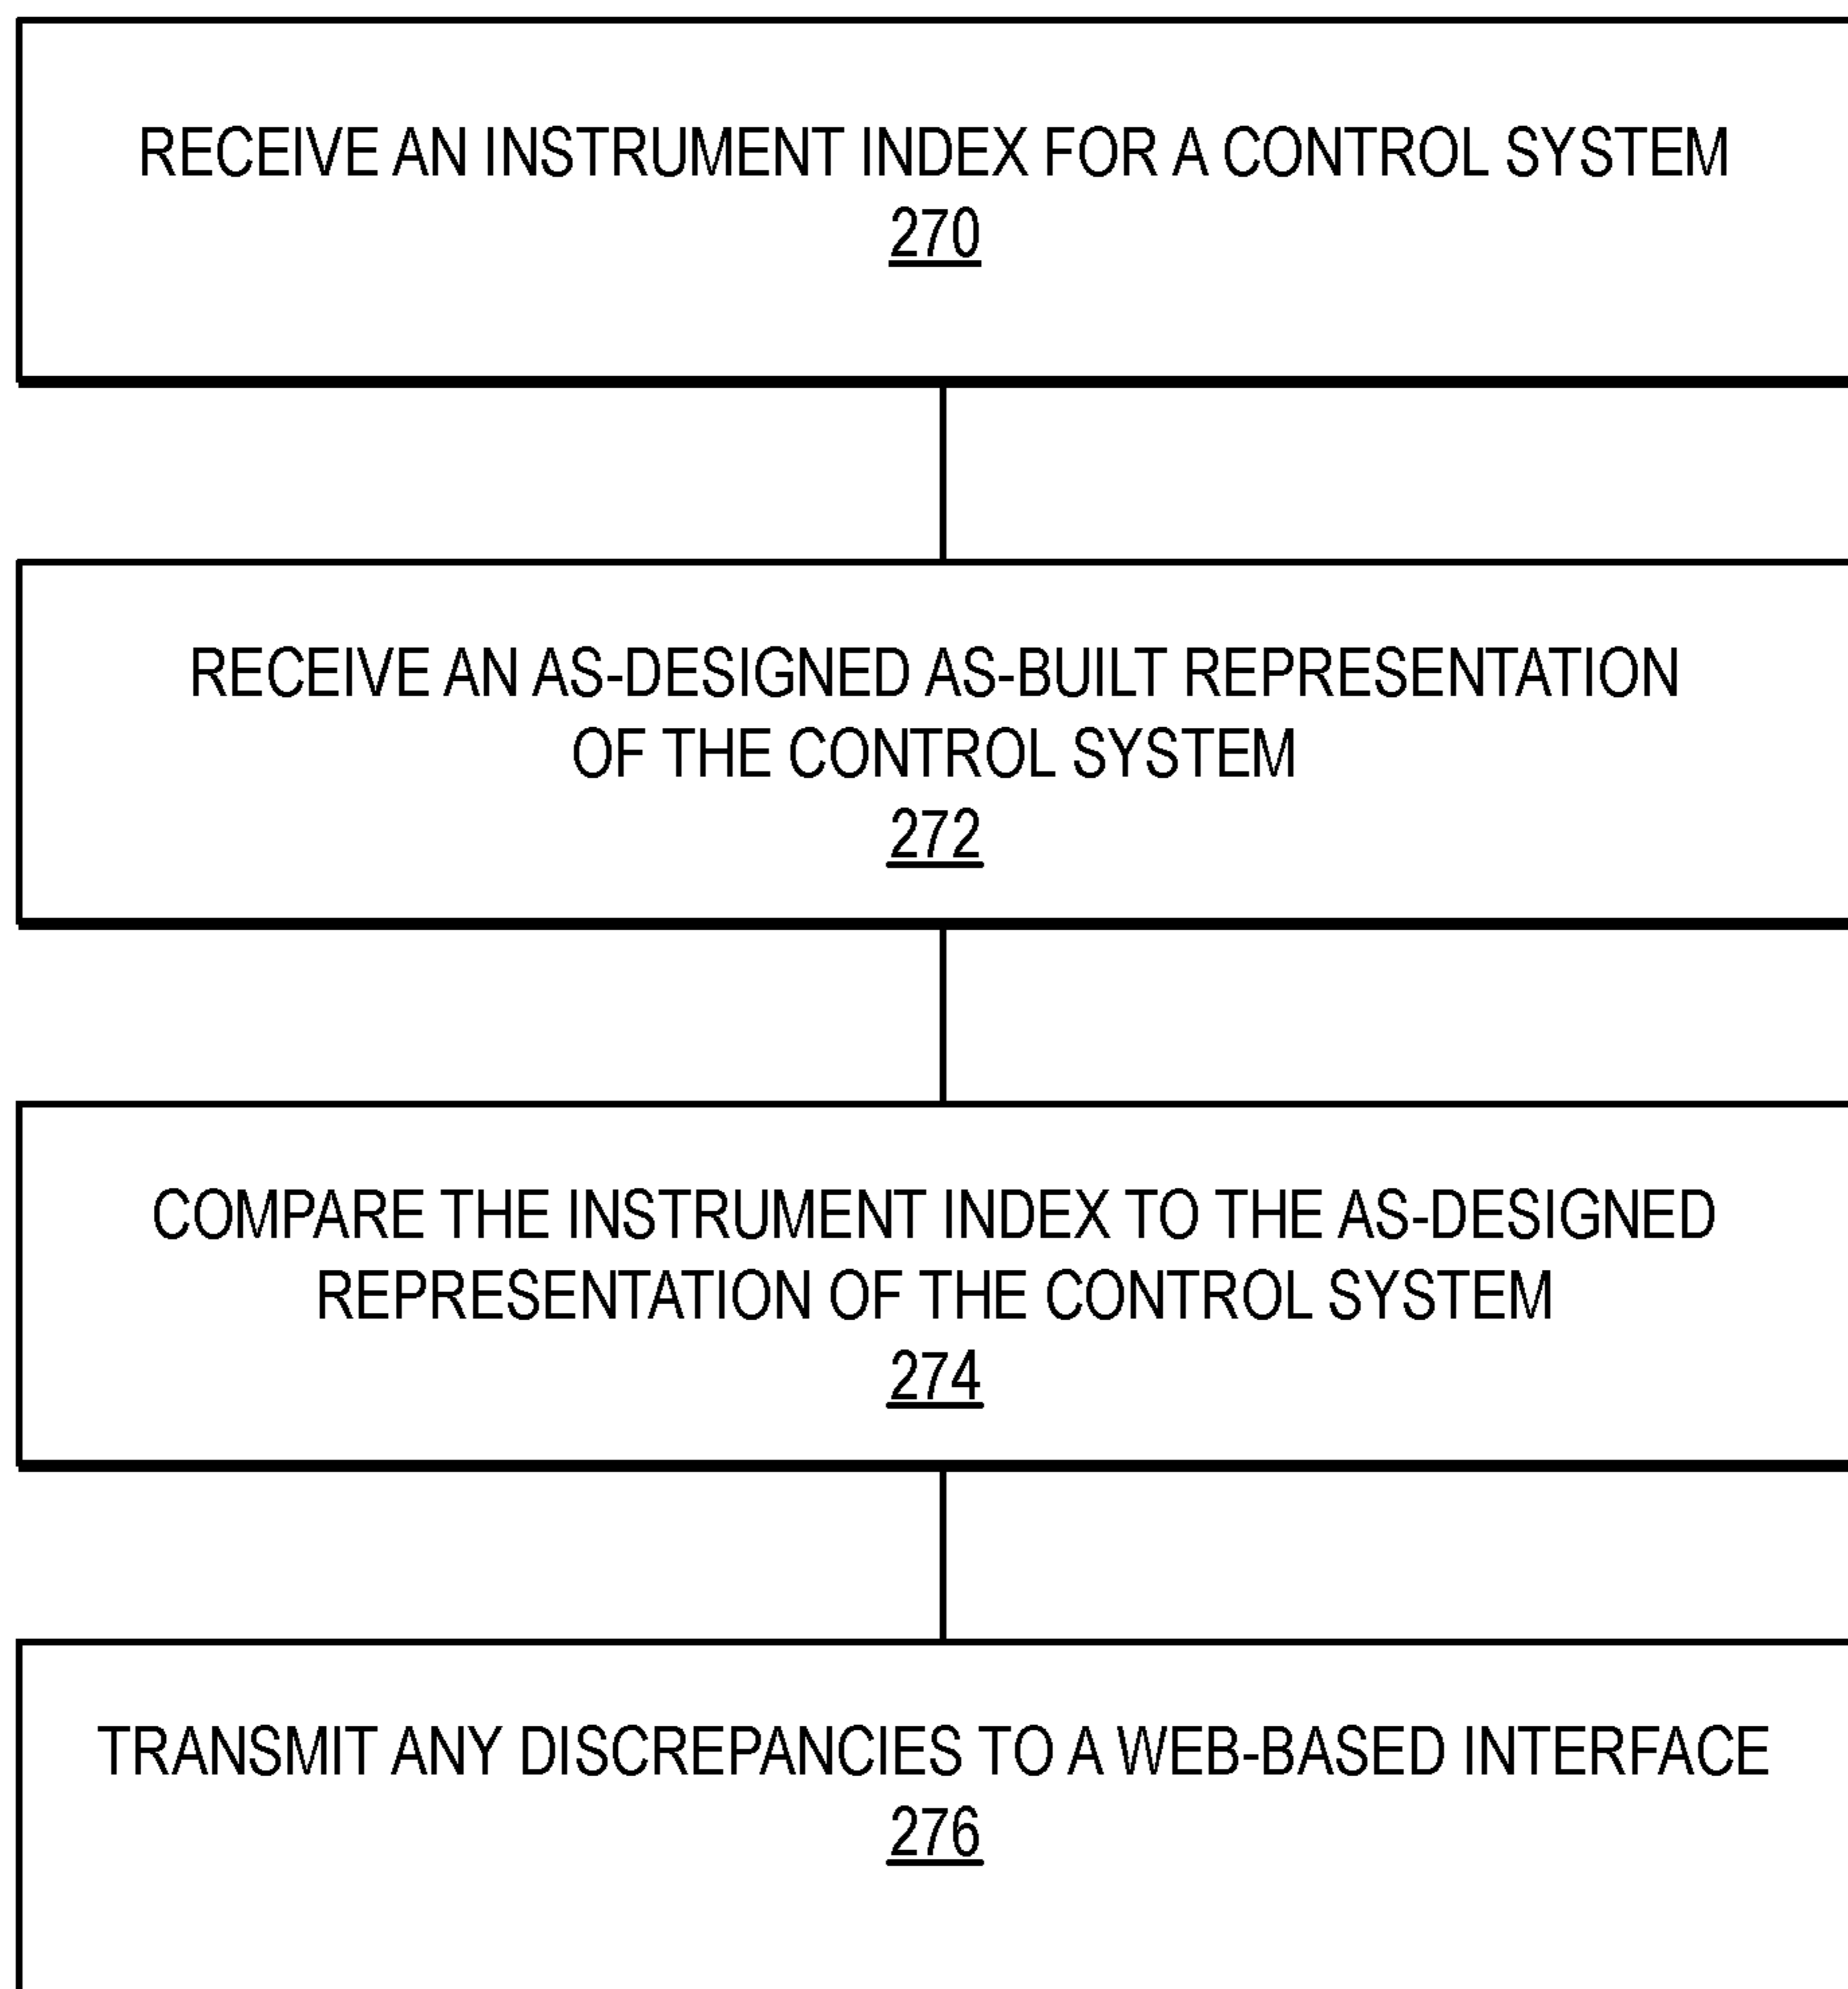 RECEIVE AN INSTRUMENT INDEX FOR A CONTROL SYSTEM
270
RECEIVE AN AS-DESIGNED AS-BUILT REPRESENTATION
OF THE CONTROL SYSTEM
272
COMPARE THE INSTRUMENT INDEX TO THE AS-DESIGNED
REPRESENTATION OF THE CONTROL SYSTEM
274
TRANSMIT ANY DISCREPANCIES TO A WEB-BASED INTERFACE
276